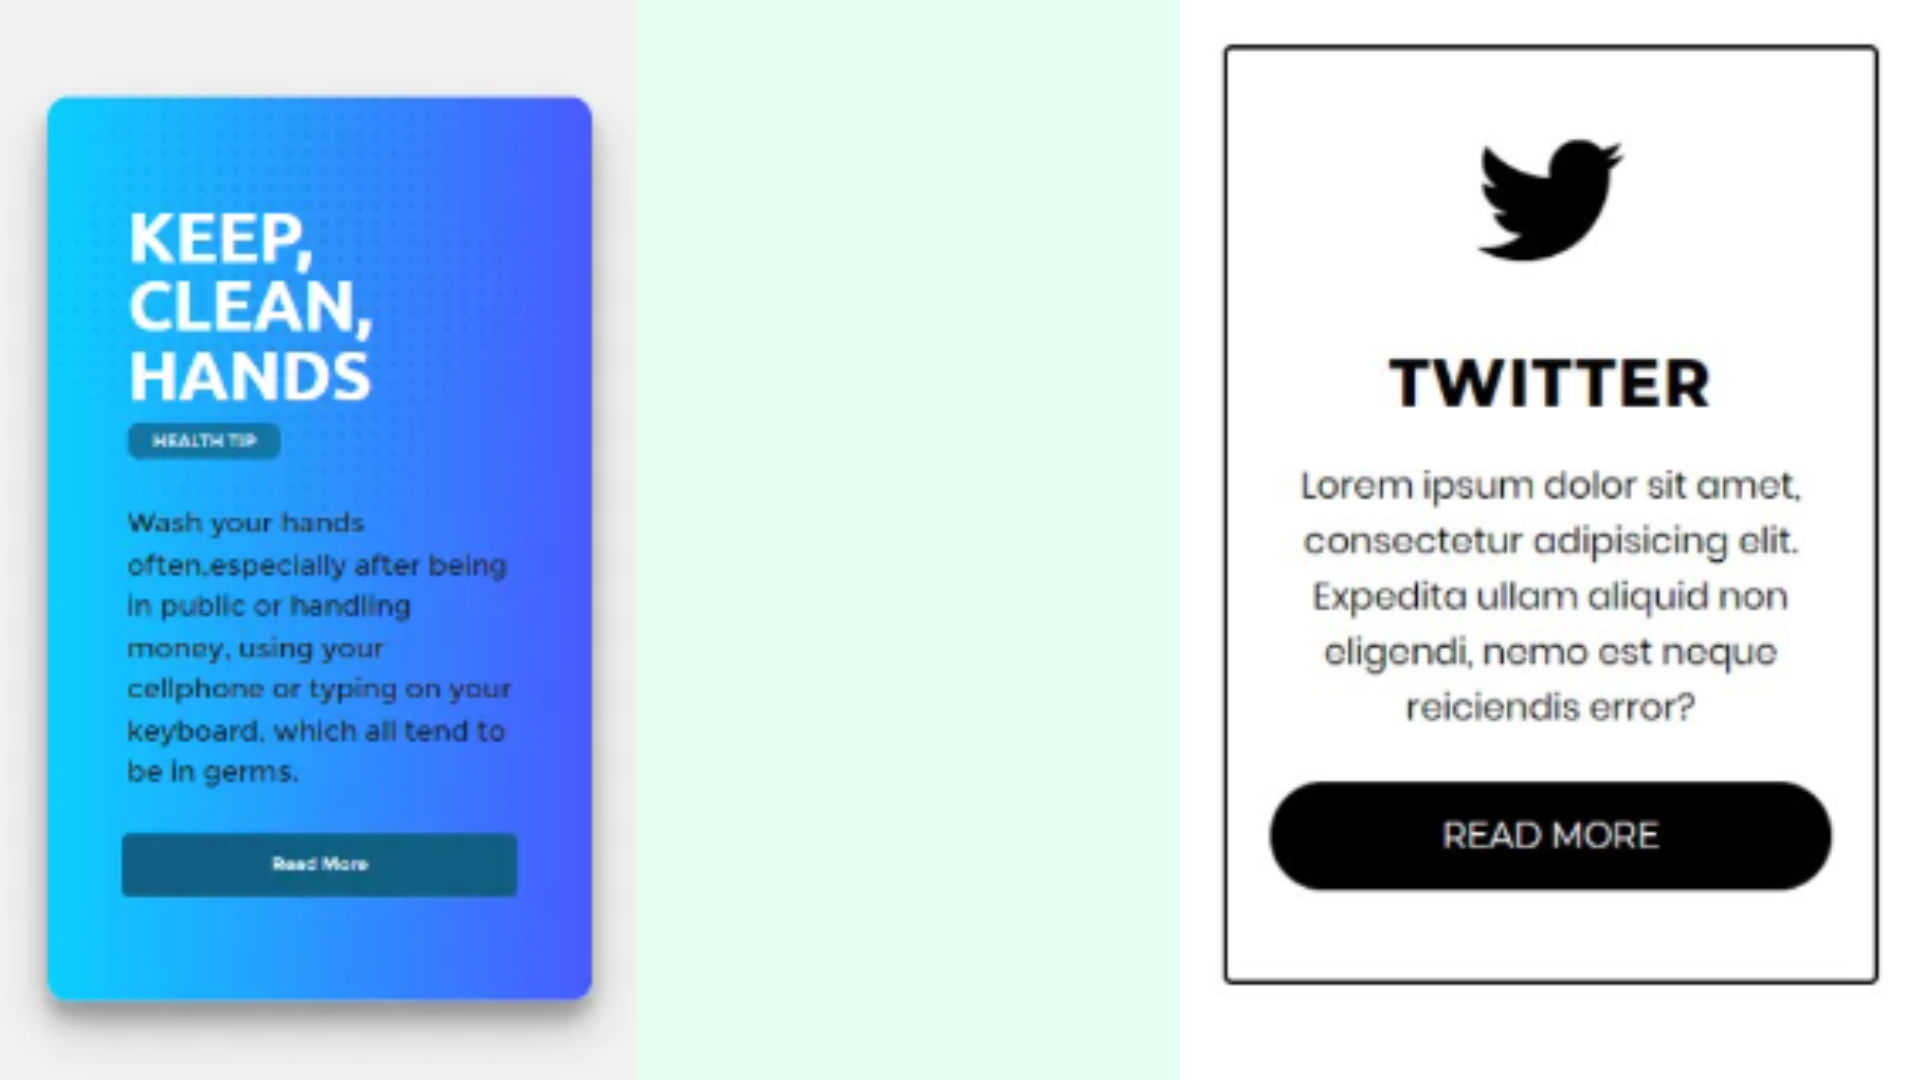 KEEP,
CLEAN,
HANDS
HEALTH TIP
Wash your hands
often,especially after being
in public or handling
money, using your
cellphone or typing on your
keyboard, which all tend to
be in germs.
Read More
TWITTER
Lorem ipsum dolor sit amet,
consectetur adipisicing elit.
Expedita ullam aliquid non
eligendi, nemo est neque
reiciendis error?
READ MORE